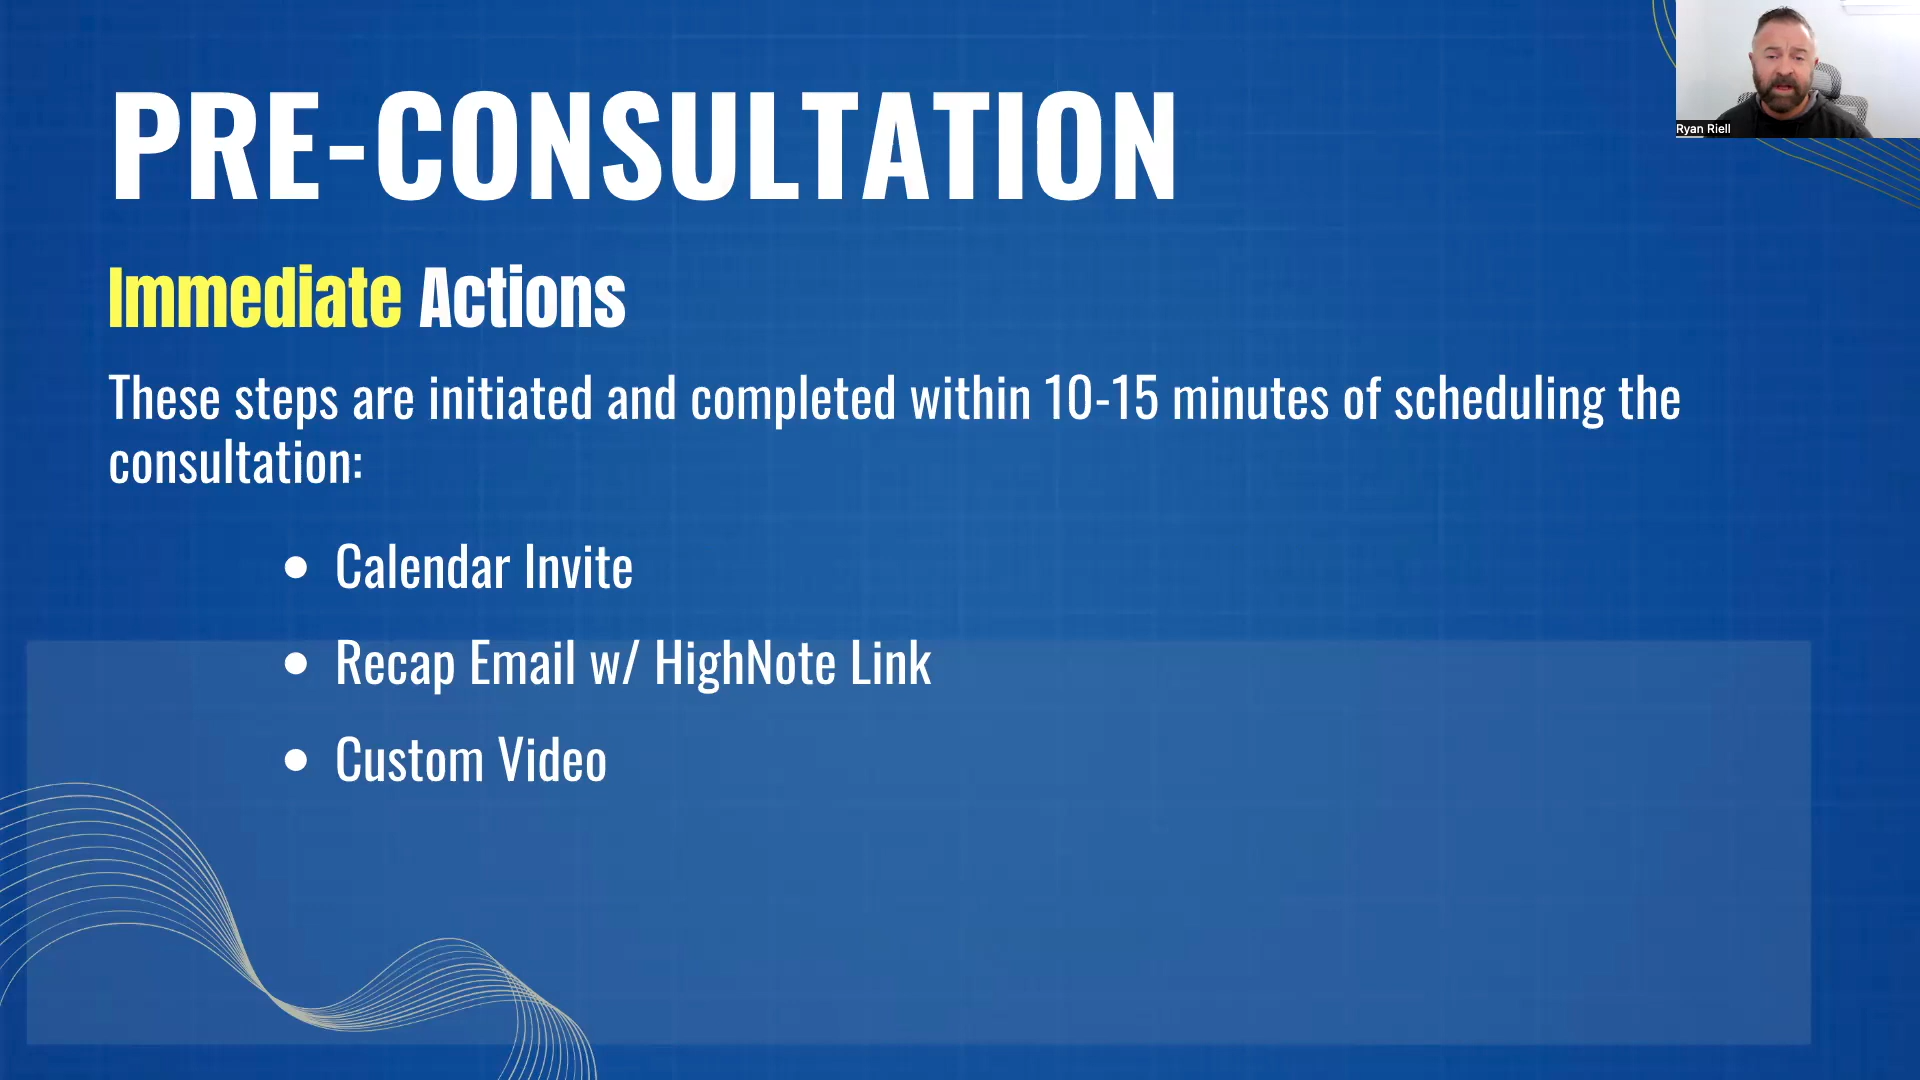 PRE-CONSULTATION
Ryan Riell
Immediate Actions
These steps are initiated and completed within 10-15 minutes of scheduling the
consultation:
• Calendar Invite
• Recap Email w/ HighNote Link
• Custom Video